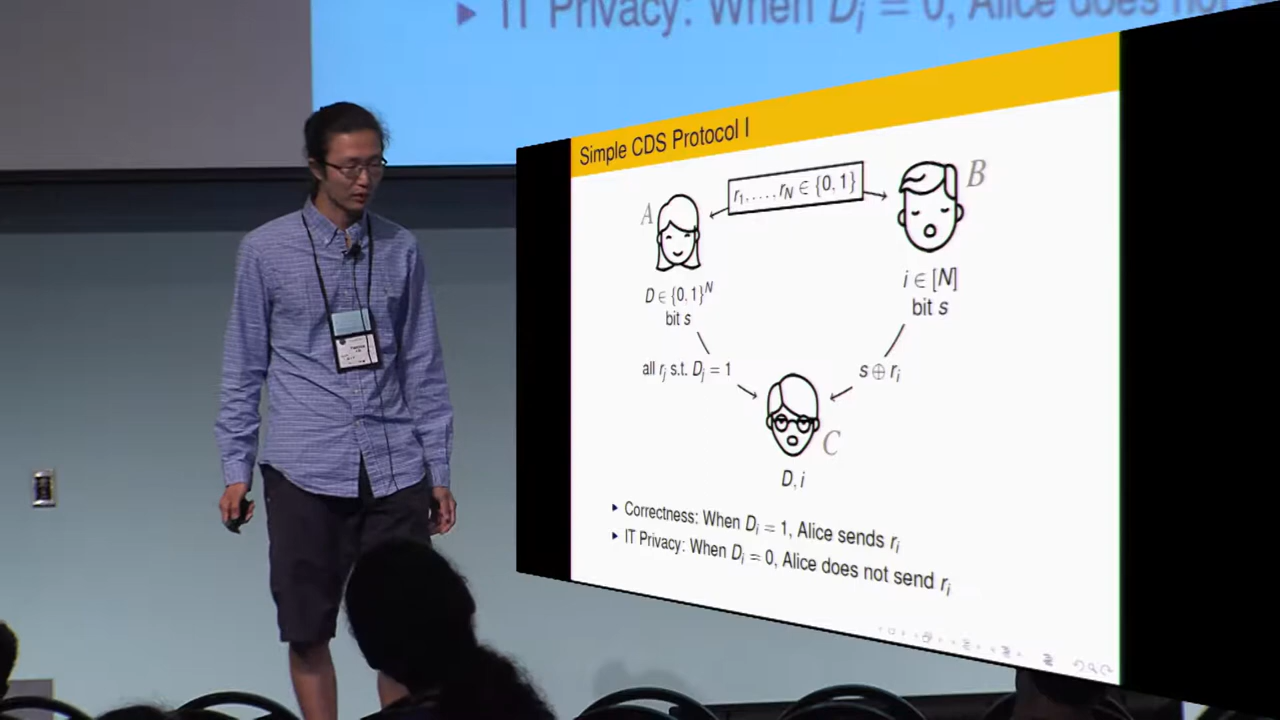 IT Privacy: When D_i = 0, Alice does not
Simple CDS Protocol I
r_1, ..., r_N ∈ {0, 1}
A
B
D ∈ {0, 1}^N
bit s
i ∈ [N]
bit s
all r_j s.t. D_j = 1
s ⊕ r_i
C
D, i
Correctness: When D_i = 1, Alice sends r_i
IT Privacy: When D_i = 0, Alice does not send r_i